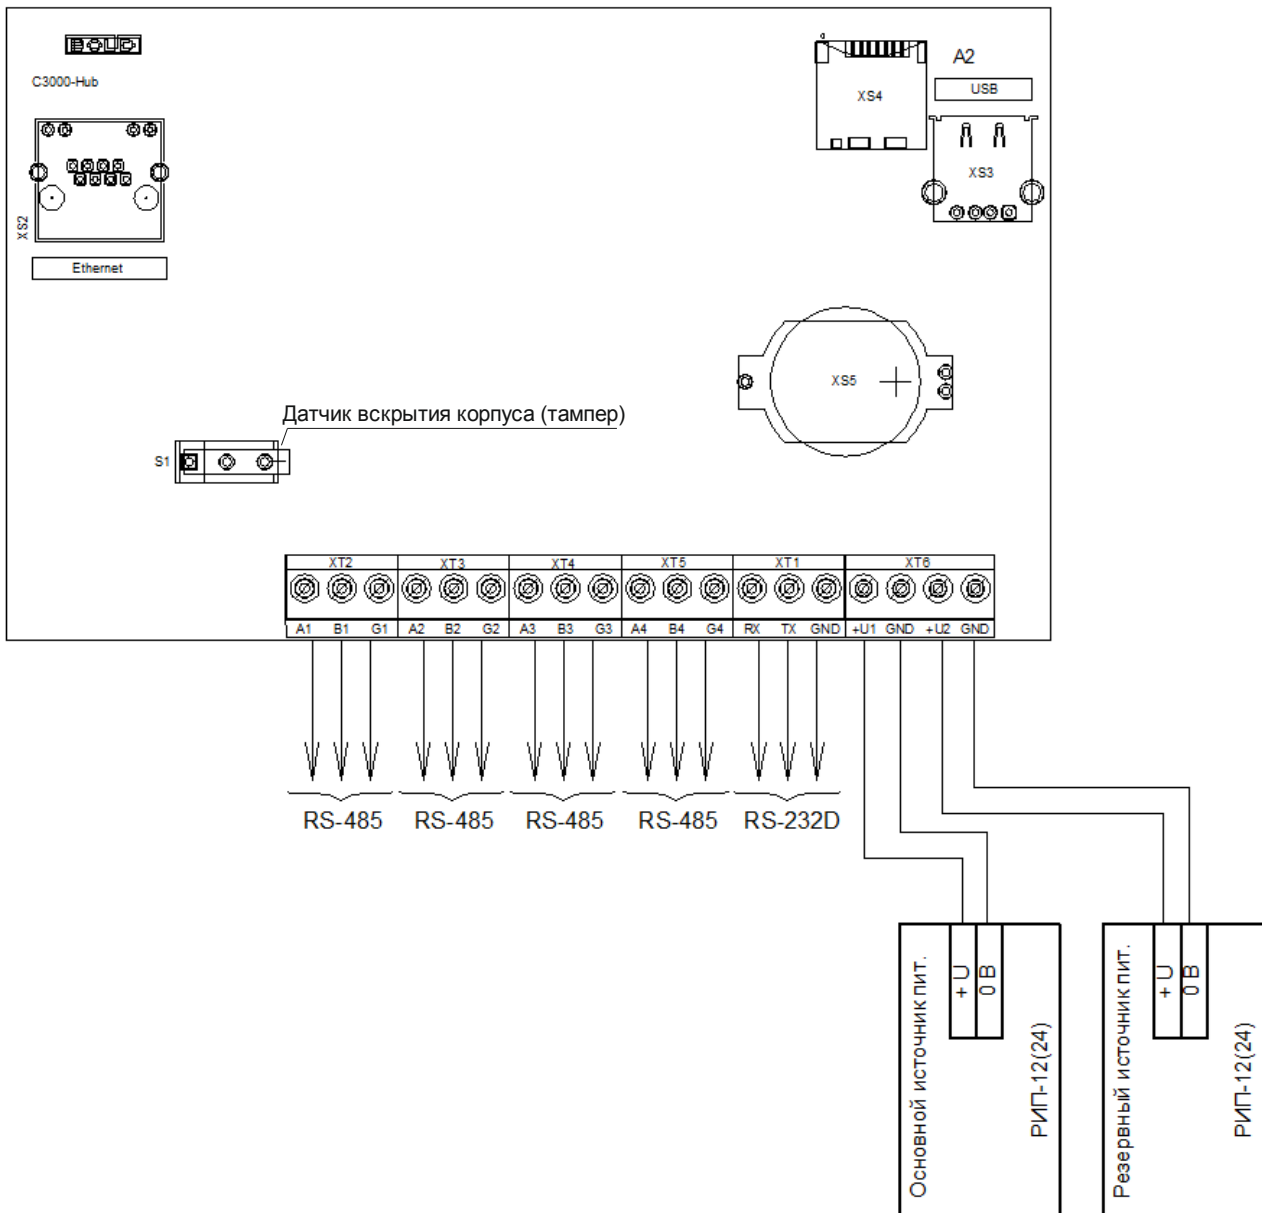 C3000-Hub
A2
USB
XS4
XS3
XS2
Ethernet
XS5
Датчик вскрытия корпуса (тампер)
S1
XT2 XT3 XT4 XT5 XT1 XT6
A1 B1 G1 A2 B2 G2 A3 B3 G3 A4 B4 G4 RX TX GND +U1 GND +U2 GND
RS-485 RS-485 RS-485 RS-485 RS-232D
Основной источник пит.
+U
0 В
РИП-12(24)
Резервный источник пит.
+U
0 В
РИП-12(24)